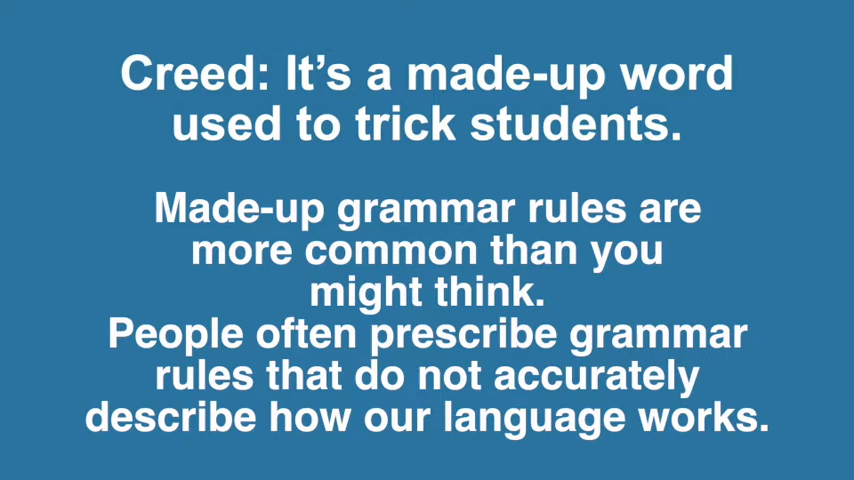 Creed: It’s a made-up word
used to trick students.
Made-up grammar rules are
more common than you
might think.
People often prescribe grammar
rules that do not accurately
describe how our language works.